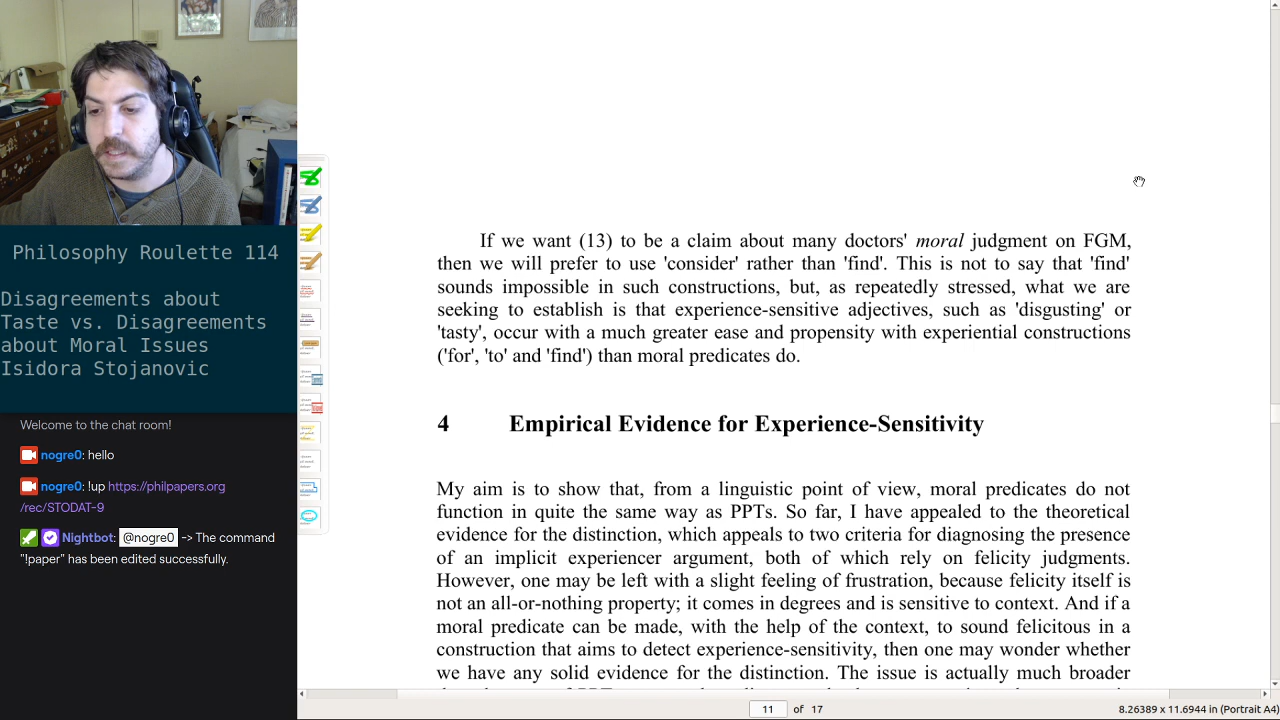 Philosophy Roulette 114
Disagreements about
Taste vs. Disagreements
about Moral Issues
Isidora Stojanovic
Welcome to the chat room!
nogre0: hello
nogre0: !up https://philpapers.org
/rec/STODAT-9
Nightbot: @nogre0 -> The command
"!paper" has been edited successfully.
If we want (13) to be a claim about many doctors' moral judgment on FGM,
then we will prefer to use 'consider' rather than 'find'. This is not to say that 'find'
sounds impossible in such constructions, but as repeatedly stressed, what we are
seeking to establish is that experience-sensitive adjectives, such as 'disgusting' or
'tasty', occur with a much greater ease and propensity with experiential constructions
('for', 'to' and 'find') than moral predicates do.
4 Empirical Evidence for Experience-Sensitivity
My aim is to show that, from a linguistic point of view, moral predicates do not
function in quite the same way as PPTs. So far, I have appealed to the theoretical
evidence for the distinction, which appeals to two criteria for diagnosing the presence
of an implicit experiencer argument, both of which rely on felicity judgments.
However, one may be left with a slight feeling of frustration, because felicity itself is
not an all-or-nothing property; it comes in degrees and is sensitive to context. And if a
moral predicate can be made, with the help of the context, to sound felicitous in a
construction that aims to detect experience-sensitivity, then one may wonder whether
we have any solid evidence for the distinction. The issue is actually much broader
11 of 17
8.26389 x 11.6944 in (Portrait A4)